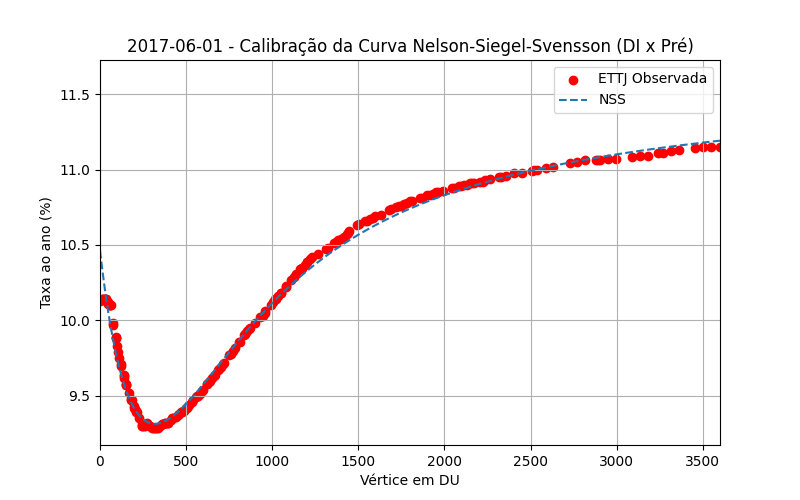 2017-06-01 - Calibração da Curva Nelson-Siegel-Svensson (DI x Pré)
ETTJ Observada
NSS
Taxa ao ano (%)
11.5
11.0
10.5
10.0
9.5
0 500 1000 1500 2000 2500 3000 3500
Vértice em DU